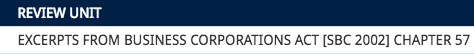 REVIEW UNIT
EXCERPTS FROM BUSINESS CORPORATIONS ACT [SBC 2002] CHAPTER 57